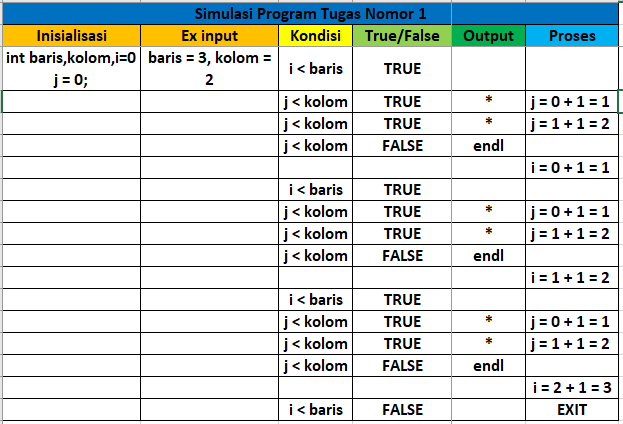 Simulasi Program Tugas Nomor 1
Inisialisasi Ex input Kondisi True/False Output Proses
int baris,kolom,i=0 j = 0; baris = 3, kolom = 2 i < baris TRUE
j < kolom TRUE * j = 0 + 1 = 1
j < kolom TRUE * j = 1 + 1 = 2
j < kolom FALSE endl
i = 0 + 1 = 1
i < baris TRUE
j < kolom TRUE * j = 0 + 1 = 1
j < kolom TRUE * j = 1 + 1 = 2
j < kolom FALSE endl
i = 1 + 1 = 2
i < baris TRUE
j < kolom TRUE * j = 0 + 1 = 1
j < kolom TRUE * j = 1 + 1 = 2
j < kolom FALSE endl
i = 2 + 1 = 3
i < baris FALSE EXIT